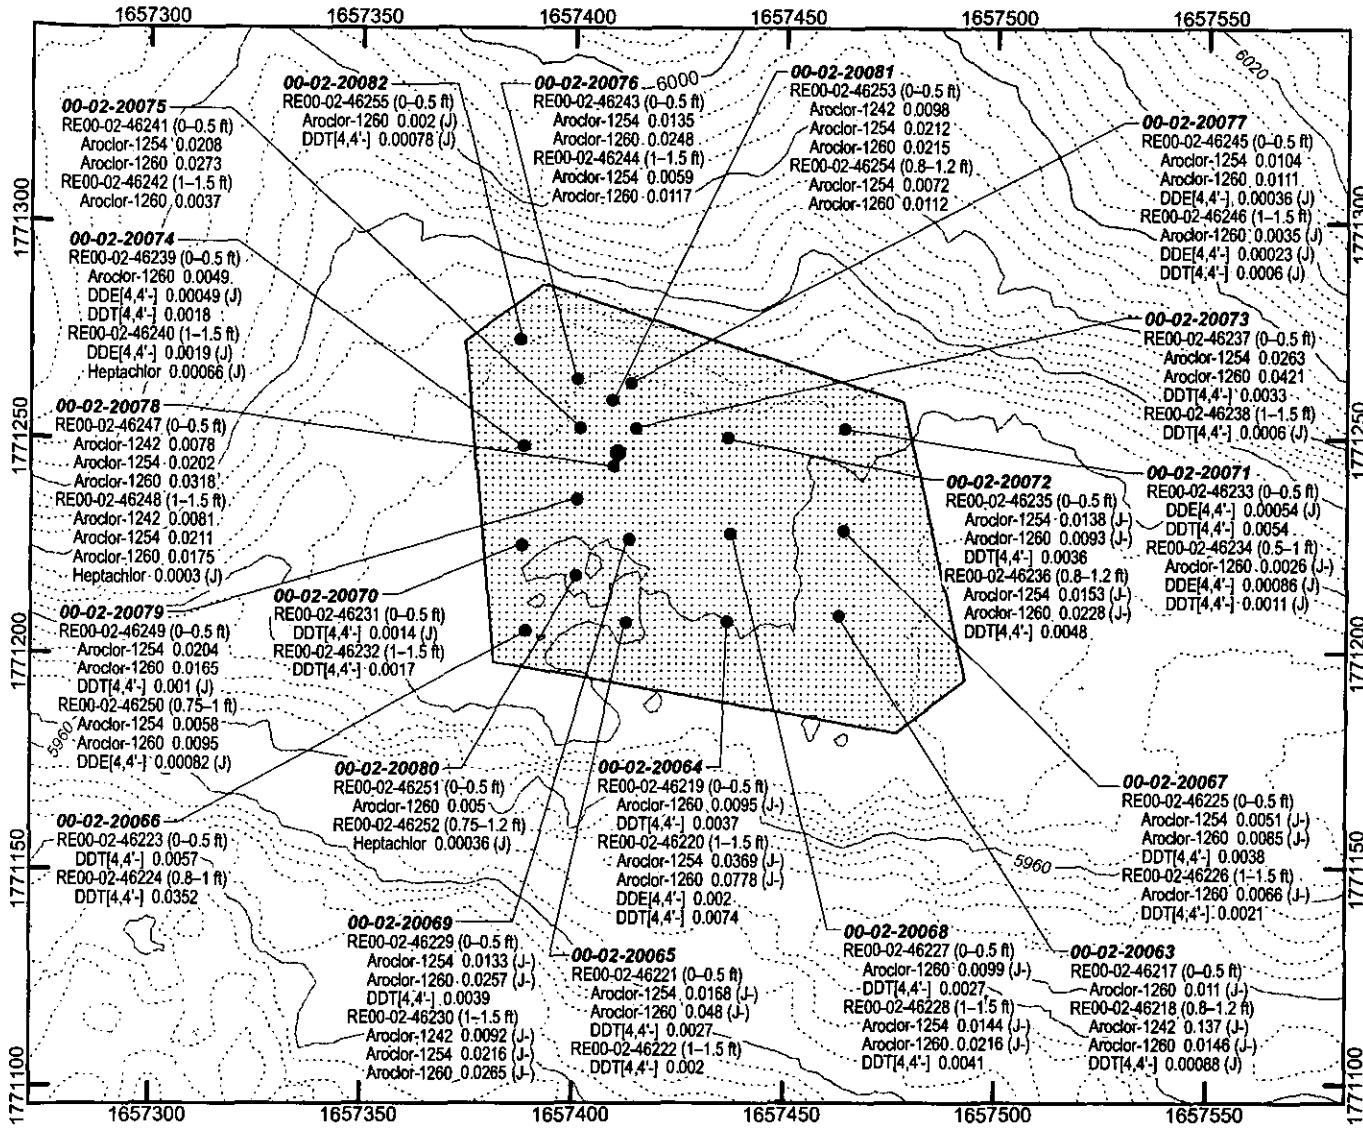 1657300 1657350 1657400 1657450 1657500 1657550
6000
6020
00-02-20082
RE00-02-46255 (0–0.5 ft)
Aroclor-1260 0.002 (J)
DDT[4,4'-] 0.00078 (J)
00-02-20076
RE00-02-46243 (0–0.5 ft)
Aroclor-1254 0.0135
Aroclor-1260 0.0248
RE00-02-46244 (1–1.5 ft)
Aroclor-1254 0.0059
Aroclor-1260 0.0117
00-02-20081
RE00-02-46253 (0–0.5 ft)
Aroclor-1242 0.0098
Aroclor-1254 0.0212
Aroclor-1260 0.0215
RE00-02-46254 (0.8–1.2 ft)
Aroclor-1254 0.0072
Aroclor-1260 0.0112
00-02-20075
RE00-02-46241 (0–0.5 ft)
Aroclor-1254 0.0208
Aroclor-1260 0.0273
RE00-02-46242 (1–1.5 ft)
Aroclor-1260 0.0037
00-02-20077
RE00-02-46245 (0–0.5 ft)
Aroclor-1254 0.0104
Aroclor-1260 0.0111
DDE[4,4'-] 0.00036 (J)
RE00-02-46246 (1–1.5 ft)
Aroclor-1260 0.0035 (J)
DDE[4,4'-] 0.00023 (J)
DDT[4,4'-] 0.0006 (J)
1771300
1771300
00-02-20074
RE00-02-46239 (0–0.5 ft)
Aroclor-1260 0.0049
DDE[4,4'-] 0.00049 (J)
DDT[4,4'-] 0.0018
RE00-02-46240 (1–1.5 ft)
DDE[4,4'-] 0.0019 (J)
Heptachlor 0.00066 (J)
00-02-20073
RE00-02-46237 (0–0.5 ft)
Aroclor-1254 0.0263
Aroclor-1260 0.0421
DDT[4,4'-] 0.0033
RE00-02-46238 (1–1.5 ft)
DDT[4,4'-] 0.0006 (J)
1771250
1771250
00-02-20078
RE00-02-46247 (0–0.5 ft)
Aroclor-1242 0.0078
Aroclor-1254 0.0202
Aroclor-1260 0.0318
RE00-02-46248 (1–1.5 ft)
Aroclor-1242 0.0081
Aroclor-1254 0.0211
Aroclor-1260 0.0175
Heptachlor 0.0003 (J)
00-02-20072
RE00-02-46235 (0–0.5 ft)
Aroclor-1254 0.0138 (J-)
Aroclor-1260 0.0093 (J-)
DDT[4,4'-] 0.0036
RE00-02-46236 (0.8–1.2 ft)
Aroclor-1254 0.0153 (J-)
Aroclor-1260 0.0228 (J-)
DDT[4,4'-] 0.0048
00-02-20071
RE00-02-46233 (0–0.5 ft)
DDE[4,4'-] 0.00054 (J)
DDT[4,4'-] 0.0054
RE00-02-46234 (0.5–1 ft)
Aroclor-1260 0.0026 (J-)
DDE[4,4'-] 0.00086 (J)
DDT[4,4'-] 0.0011 (J)
00-02-20079
RE00-02-46249 (0–0.5 ft)
Aroclor-1254 0.0204
Aroclor-1260 0.0165
DDT[4,4'-] 0.001 (J)
RE00-02-46250 (0.75–1 ft)
Aroclor-1254 0.0058
Aroclor-1260 0.0095
DDE[4,4'-] 0.00082 (J)
00-02-20070
RE00-02-46231 (0–0.5 ft)
DDT[4,4'-] 0.0014 (J)
RE00-02-46232 (1–1.5 ft)
DDT[4,4'-] 0.0017
1771200
1771200
5960
00-02-20080
RE00-02-46251 (0–0.5 ft)
Aroclor-1260 0.005
RE00-02-46252 (0.75–1.2 ft)
Heptachlor 0.00036 (J)
00-02-20064
RE00-02-46219 (0–0.5 ft)
Aroclor-1260 0.0095 (J-)
DDT[4,4'-] 0.0037
RE00-02-46220 (1–1.5 ft)
Aroclor-1254 0.0369 (J-)
Aroclor-1260 0.0778 (J-)
DDE[4,4'-] 0.002
DDT[4,4'-] 0.0074
00-02-20067
RE00-02-46225 (0–0.5 ft)
Aroclor-1254 0.0051 (J-)
Aroclor-1260 0.0085 (J-)
DDT[4,4'-] 0.0038
RE00-02-46226 (1–1.5 ft)
Aroclor-1260 0.0066 (J-)
DDT[4,4'-] 0.0021
5960
1771150
1771150
00-02-20066
RE00-02-46223 (0–0.5 ft)
DDT[4,4'-] 0.0057
RE00-02-46224 (0.8–1 ft)
DDT[4,4'-] 0.0352
00-02-20069
RE00-02-46229 (0–0.5 ft)
Aroclor-1254 0.0133 (J-)
Aroclor-1260 0.0257 (J-)
DDT[4,4'-] 0.0039
RE00-02-46230 (1–1.5 ft)
Aroclor-1242 0.0092 (J-)
Aroclor-1254 0.0216 (J-)
Aroclor-1260 0.0265 (J-)
00-02-20065
RE00-02-46221 (0–0.5 ft)
Aroclor-1254 0.0168 (J-)
Aroclor-1260 0.048 (J-)
DDT[4,4'-] 0.0027
RE00-02-46222 (1–1.5 ft)
DDT[4,4'-] 0.002
00-02-20068
RE00-02-46227 (0–0.5 ft)
Aroclor-1260 0.0099 (J-)
DDT[4,4'-] 0.0027
RE00-02-46228 (1–1.5 ft)
Aroclor-1254 0.0144 (J-)
Aroclor-1260 0.0216 (J-)
DDT[4,4'-] 0.0041
00-02-20063
RE00-02-46217 (0–0.5 ft)
Aroclor-1260 0.011 (J-)
RE00-02-46218 (0.8–1.2 ft)
Aroclor-1242 0.137 (J-)
Aroclor-1260 0.0146 (J-)
DDT[4,4'-] 0.00088 (J)
1771100
1771100
1657300 1657350 1657400 1657450 1657500 1657550